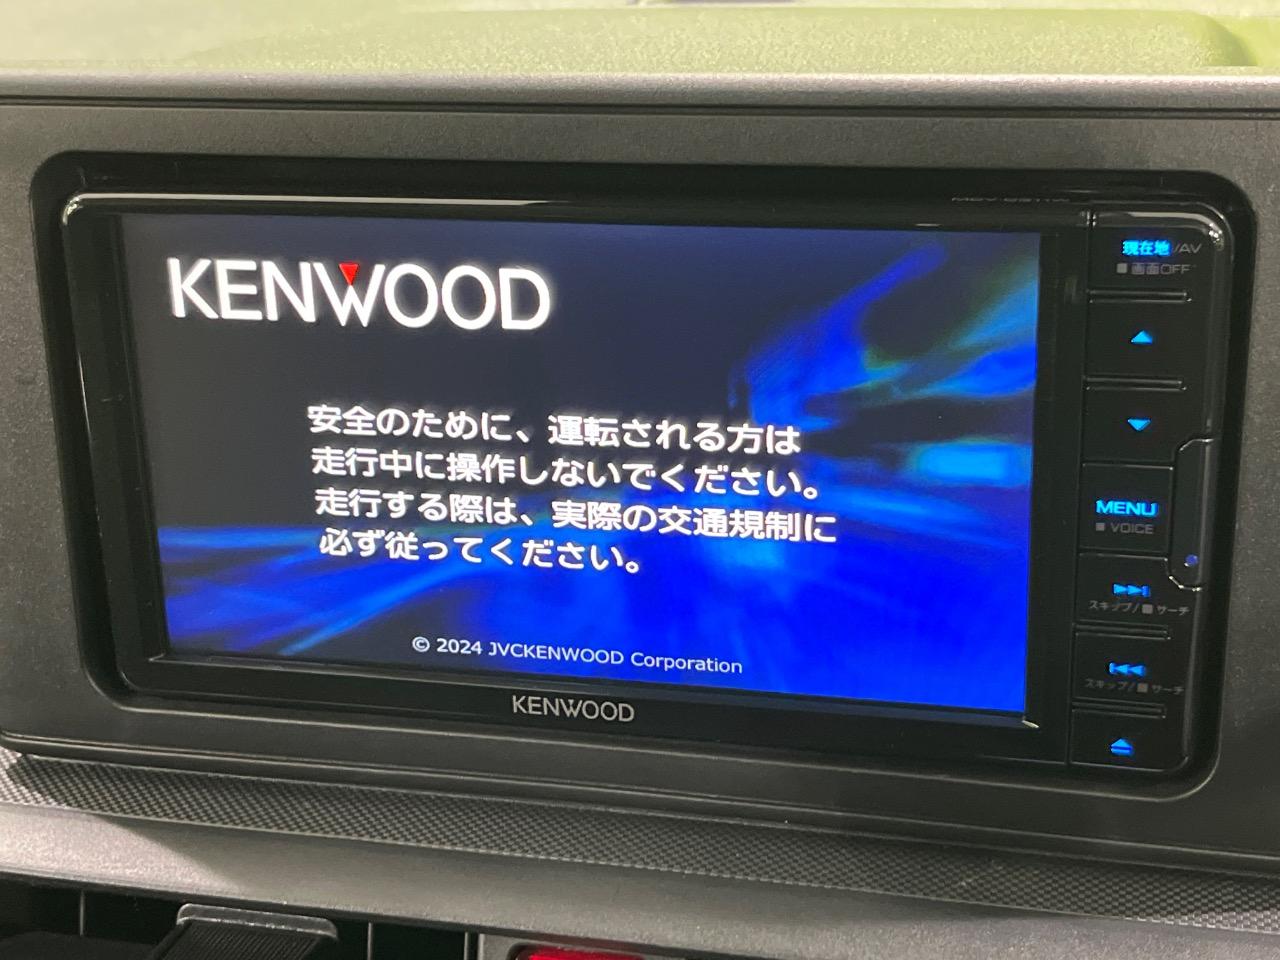 KENWOOD
安全のために、運転される方は
走行中に操作しないでください。
走行する際は、実際の交通規制に
必ず従ってください。
© 2024 JVCKENWOOD Corporation
KENWOOD
現在地/AV
■ 画面OFF
MENU
■ VOICE
スキップ/■サーチ
スキップ/■サーチ